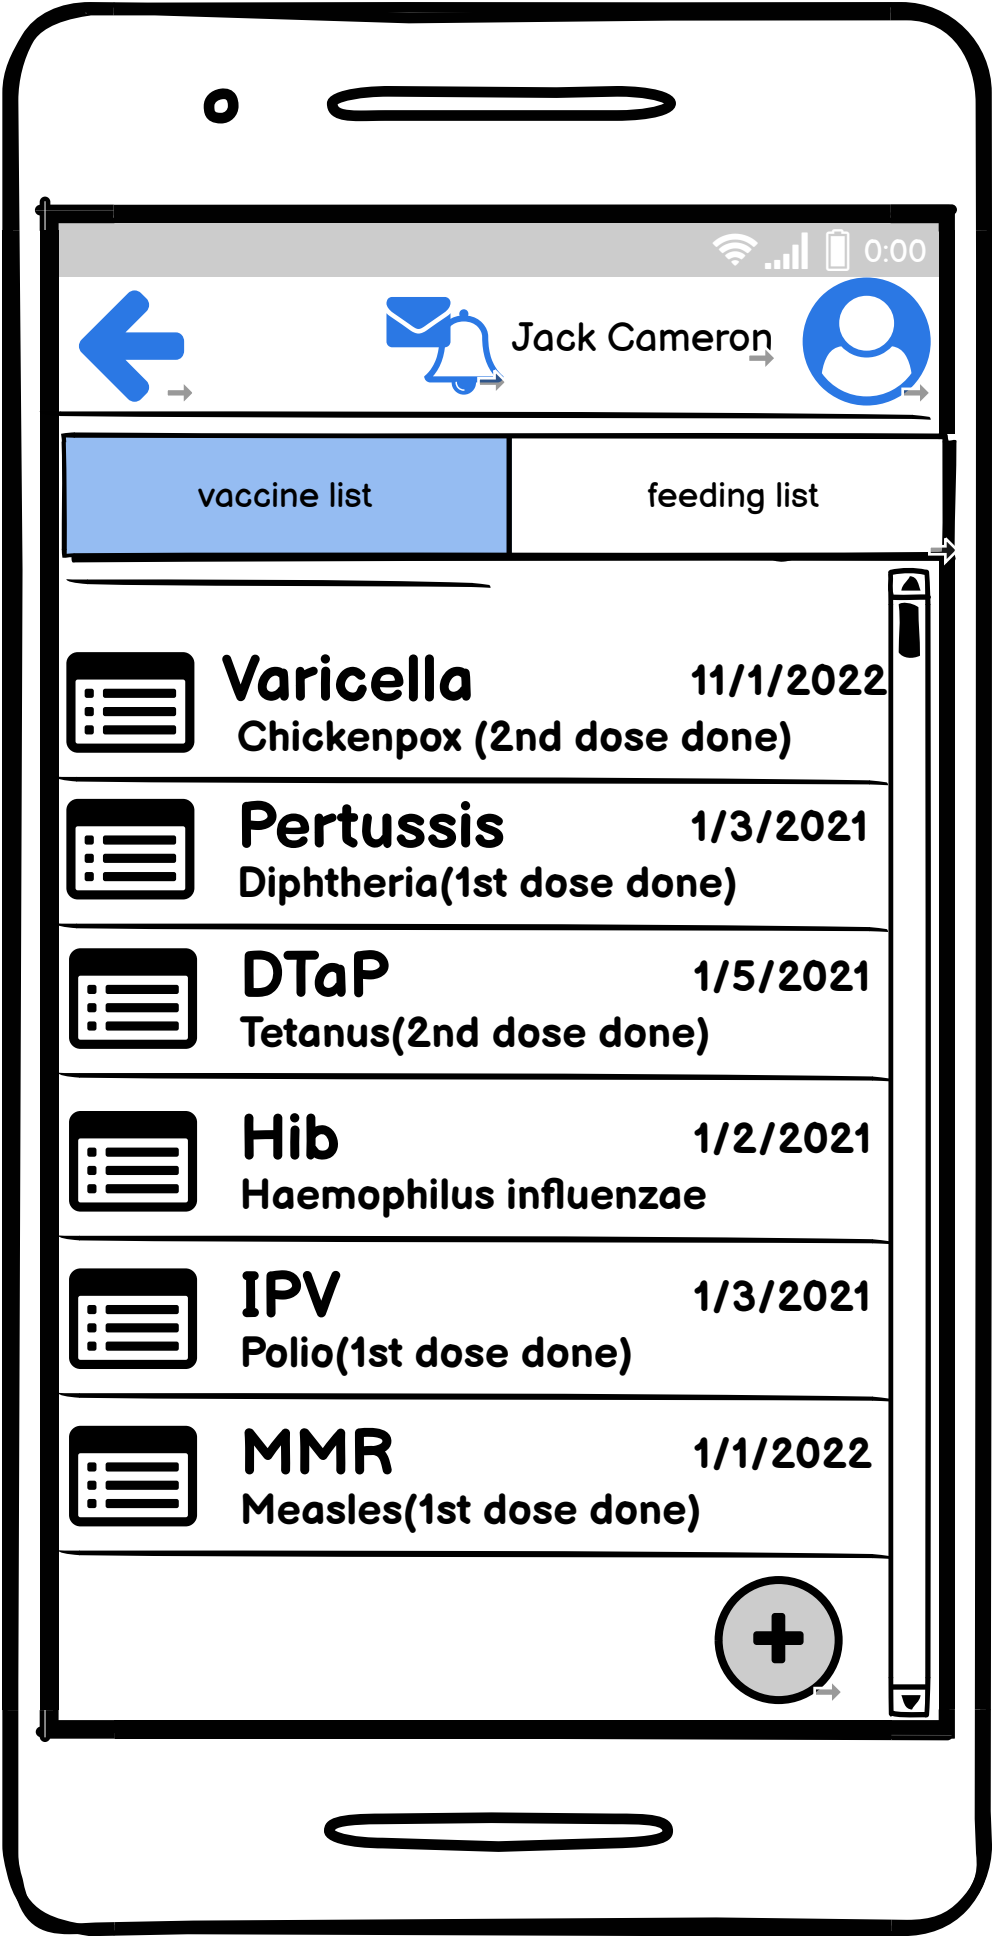 0:00
Jack Cameron
vaccine list
feeding list
Varicella 11/1/2022
Chickenpox (2nd dose done)
Pertussis 1/3/2021
Diphtheria(1st dose done)
DTaP 1/5/2021
Tetanus(2nd dose done)
Hib 1/2/2021
Haemophilus influenzae
IPV 1/3/2021
Polio(1st dose done)
MMR 1/1/2022
Measles(1st dose done)